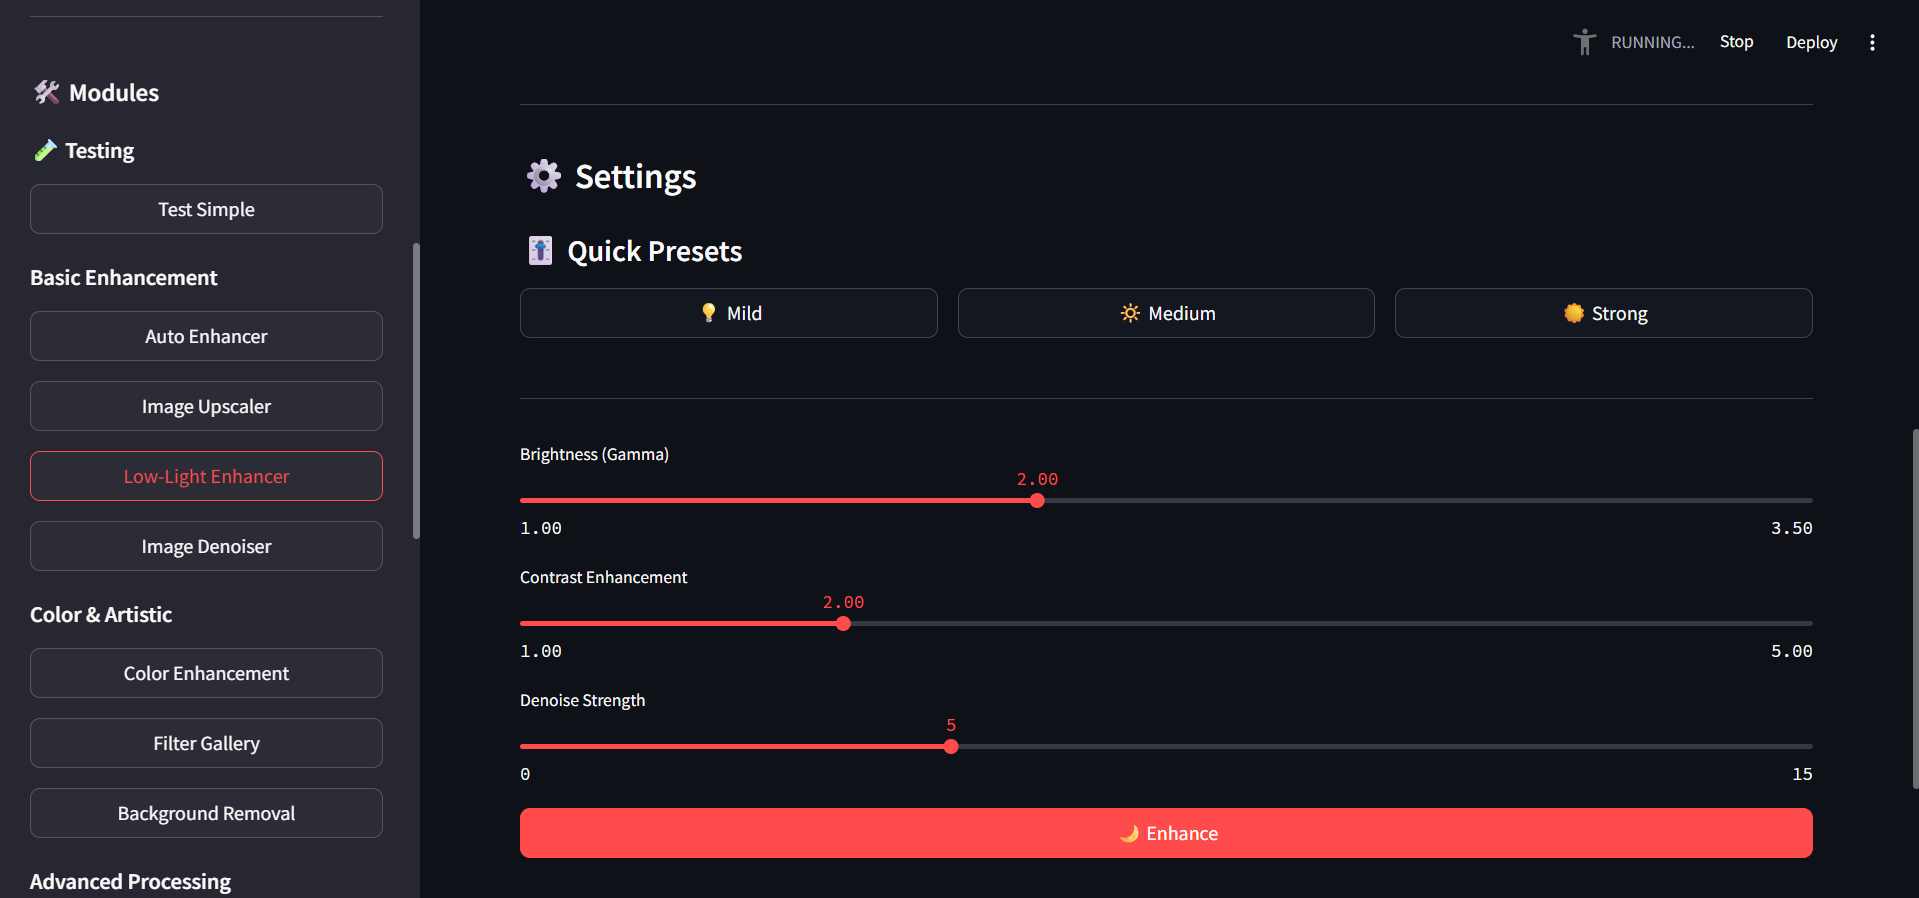 Modules
Testing
Test Simple
Basic Enhancement
Auto Enhancer
Image Upscaler
Low-Light Enhancer
Image Denoiser
Color & Artistic
Color Enhancement
Filter Gallery
Background Removal
Advanced Processing
RUNNING... Stop Deploy
Settings
Quick Presets
Mild Medium Strong
Brightness (Gamma)
2.00
1.00 3.50
Contrast Enhancement
2.00
1.00 5.00
Denoise Strength
5
0 15
Enhance